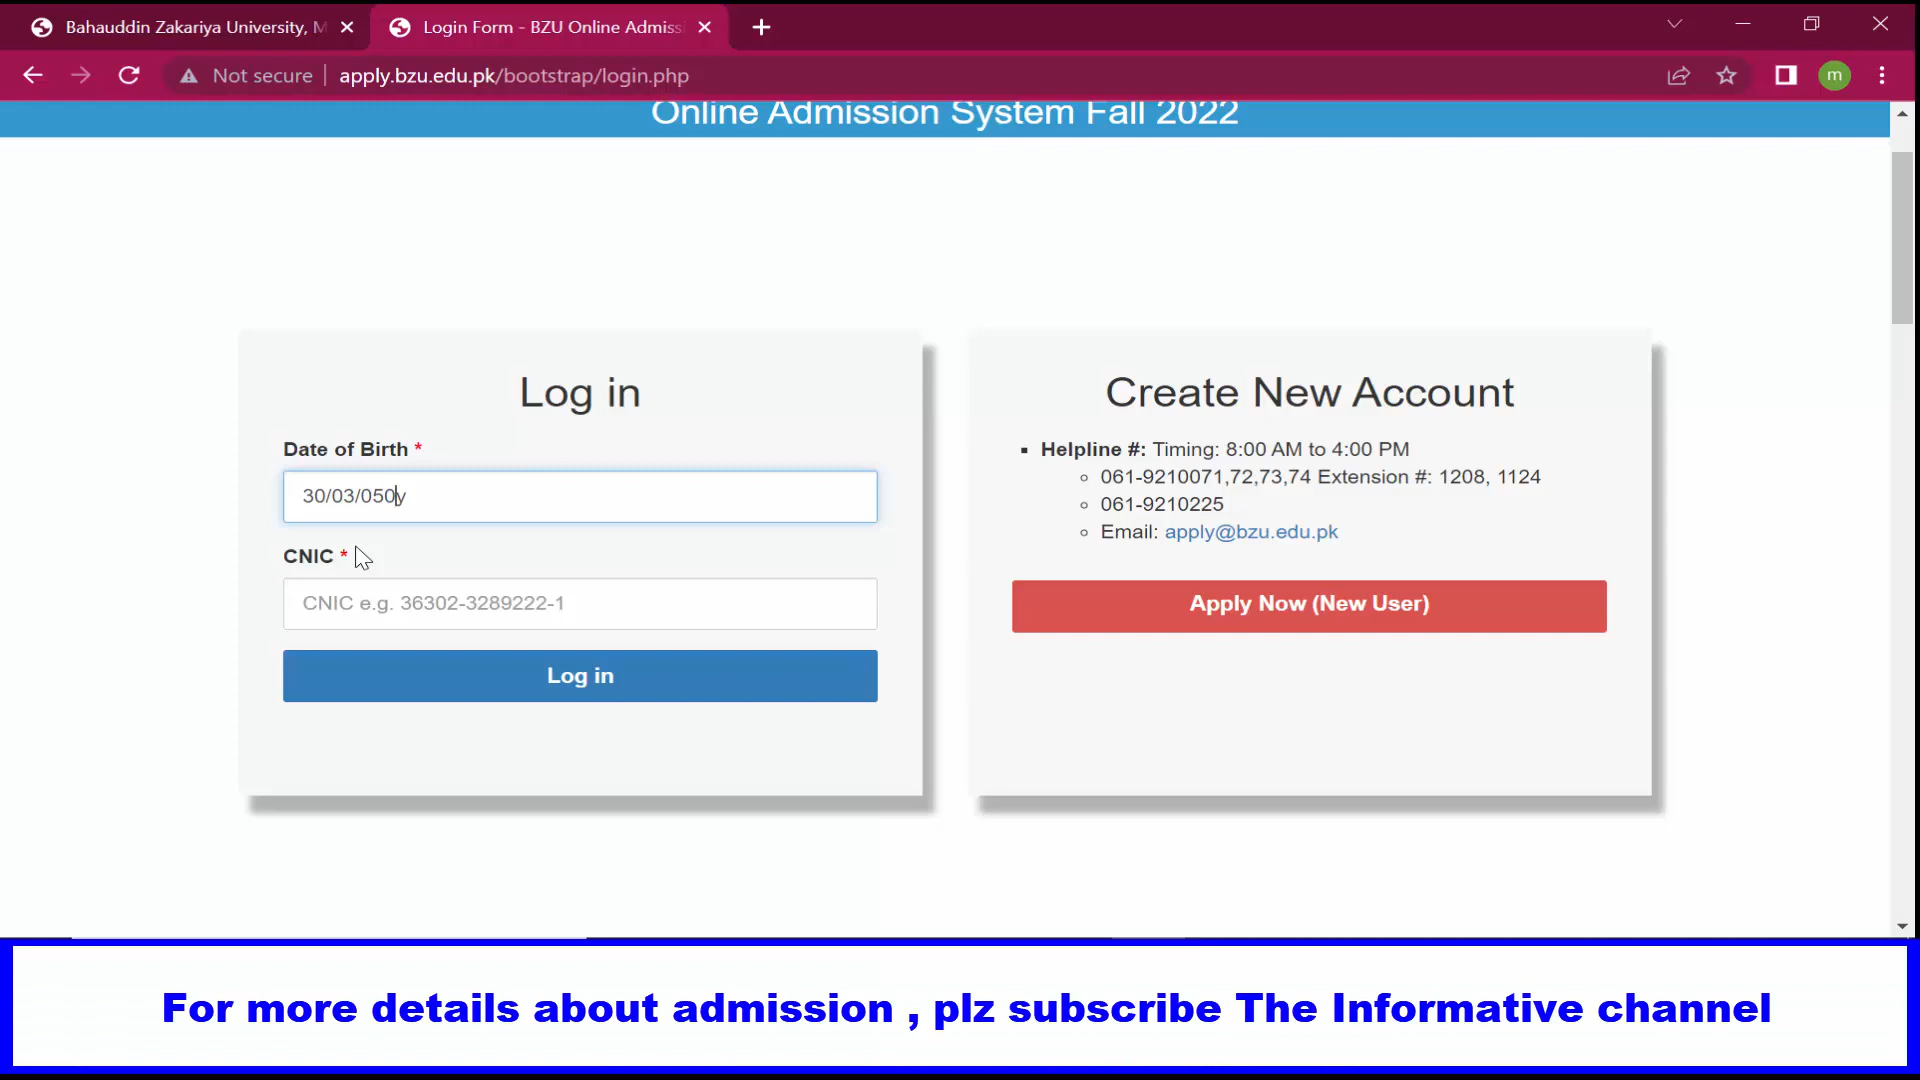 Bahauddin Zakariya University, M
Login Form - BZU Online Admiss
Not secure
apply.bzu.edu.pk/bootstrap/login.php
m
Online Admission System Fall 2022
Log in
Date of Birth *
30/03/050y
CNIC *
CNIC e.g. 36302-3289222-1
Log in
Create New Account
Helpline #: Timing: 8:00 AM to 4:00 PM
061-9210071,72,73,74 Extension #: 1208, 1124
061-9210225
Email: apply@bzu.edu.pk
Apply Now (New User)
For more details about admission , plz subscribe The Informative channel